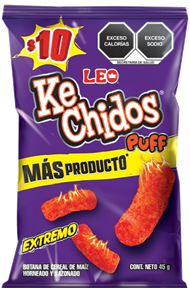 $10
EXCESO
CALORÍAS
EXCESO
SODIO
SECRETARÍA DE SALUD
LEO
Ke
Chidos®
PUFF
MÁS PRODUCTO*
EXTREMO
BOTANA DE CEREAL DE MAÍZ
HORNEADO Y SAZONADO
CONT. NETO 45 g